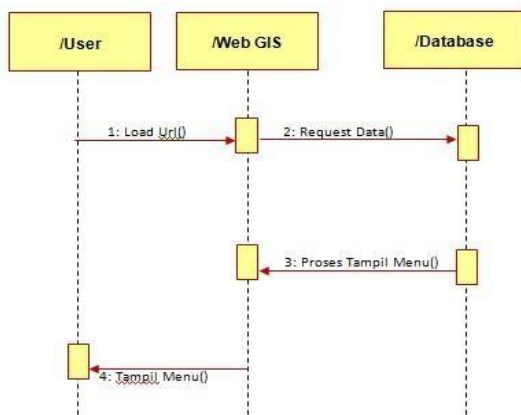 /User
/Web GIS
/Database
1: Load Url()
2: Request Data()
3: Proses Tampil Menu()
4: Tampil Menu()